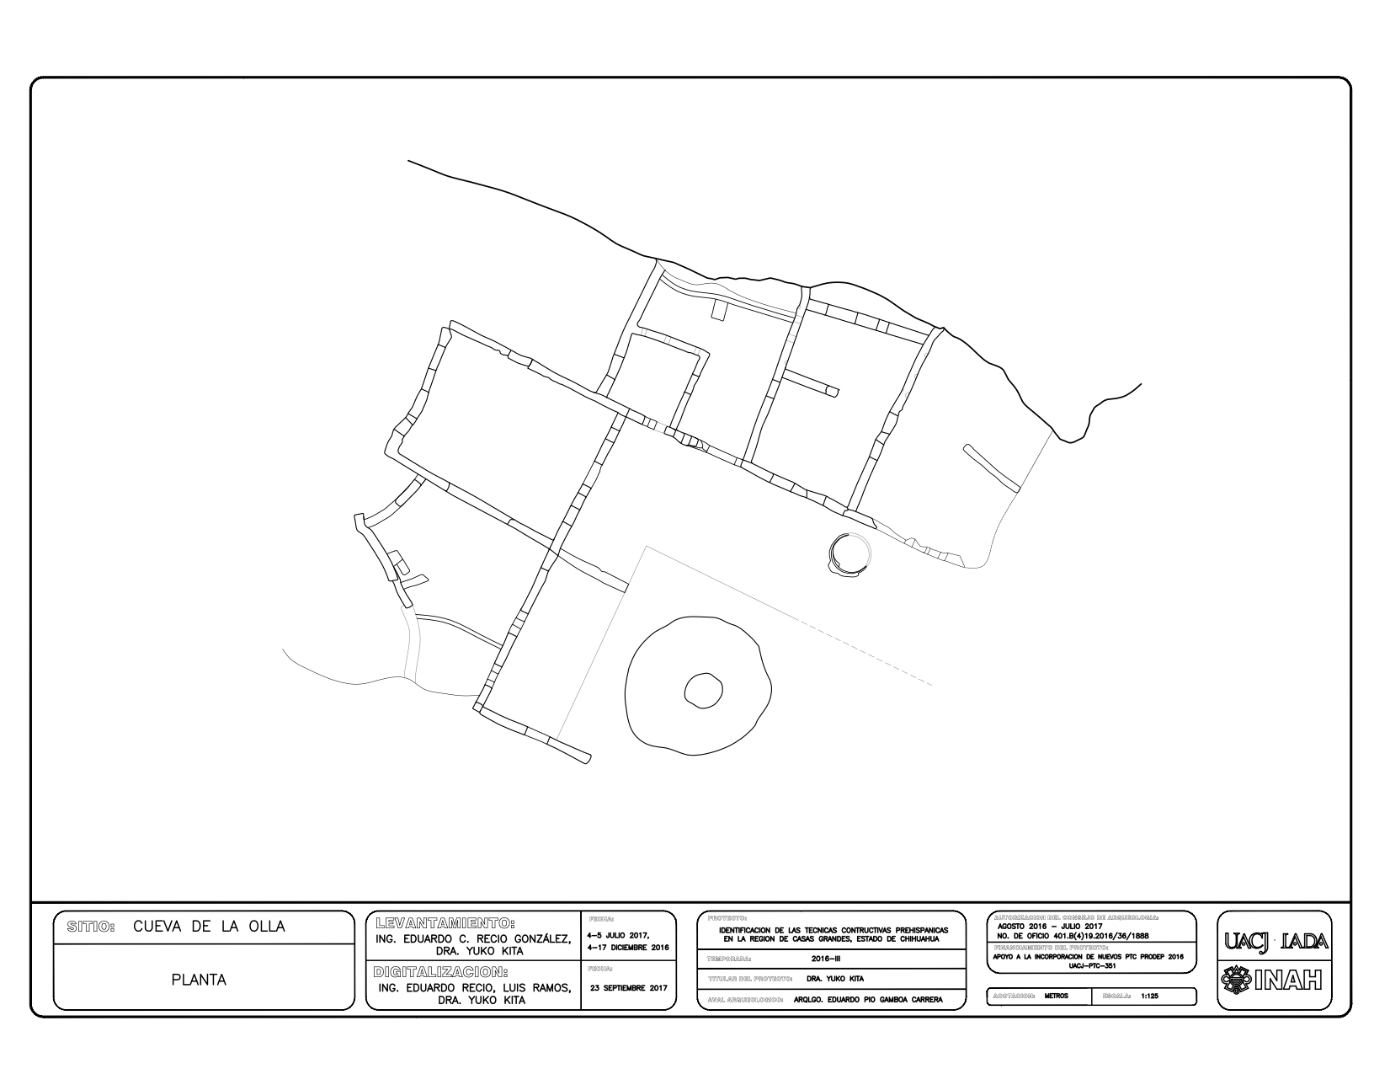 SITIO: CUEVA DE LA OLLA
PLANTA
LEVANTAMIENTO:
ING. EDUARDO C. RECIO GONZÁLEZ,
DRA. YUKO KITA
FECHA:
4-5 JULIO 2017,
4-17 DICIEMBRE 2016
DIGITALIZACION:
ING. EDUARDO RECIO, LUIS RAMOS,
DRA. YUKO KITA
FECHA:
23 SEPTIEMBRE 2017
PROYECTO:
IDENTIFICACION DE LAS TECNICAS CONTRUCTIVAS PREHISPANICAS
EN LA REGION DE CASAS GRANDES, ESTADO DE CHIHUAHUA
TEMPORADA: 2016-III
TITULAR DEL PROYECTO: DRA. YUKO KITA
AVAL ARQUEOLOGICO: ARQLGO. EDUARDO PIO GAMBOA CARRERA
AUTORIZACION DEL CONSEJO DE ARQUEOLOGIA:
AGOSTO 2016 - JULIO 2017
NO. DE OFICIO 401.B(4)19.2016/36/1888
FINANCIAMIENTO DEL PROYECTO:
APOYO A LA INCORPORACION DE NUEVOS PTC PRODEP 2016
UACJ-PTC-351
ACOTACION: METROS
ESCALA: 1:125
UACJ · IADA
INAH